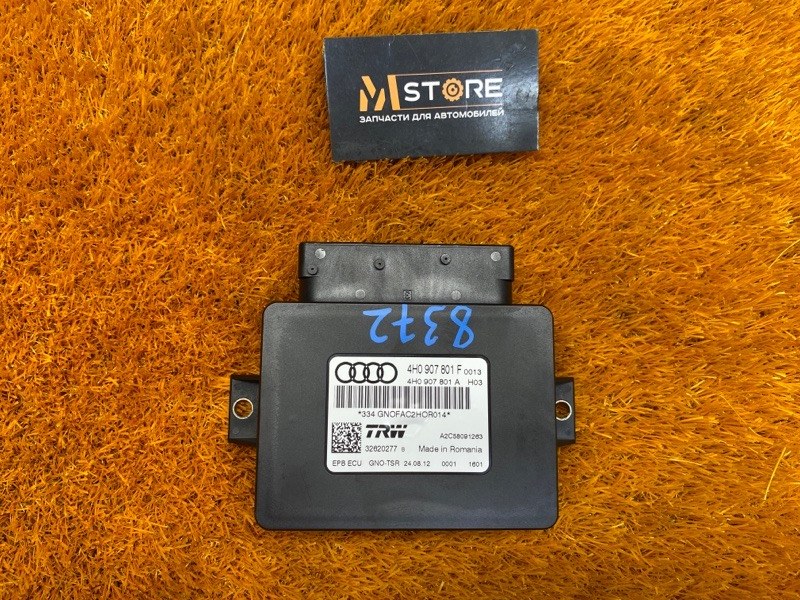 M STORE
ЗАПЧАСТИ ДЛЯ АВТОМОБИЛЕЙ
8372
4H0 907 801 F 0013
4H0 907 801 A H03
*334 GNOFAC2HOR014*
TRW A2C58091263
32620277 Made in Romania
EPB ECU GNO-TSR 24.08.12 0001 1601